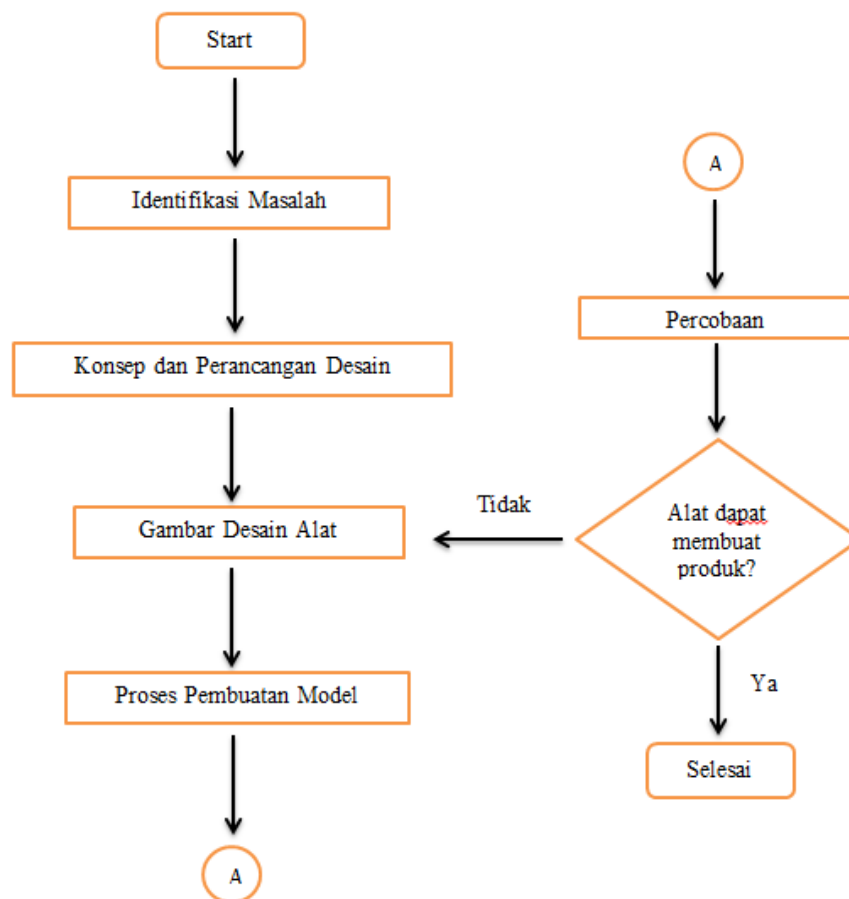 Start
Identifikasi Masalah
Konsep dan Perancangan Desain
Gambar Desain Alat
Proses Pembuatan Model
A
A
Percobaan
Alat dapat
membuat
produk?
Tidak
Ya
Selesai